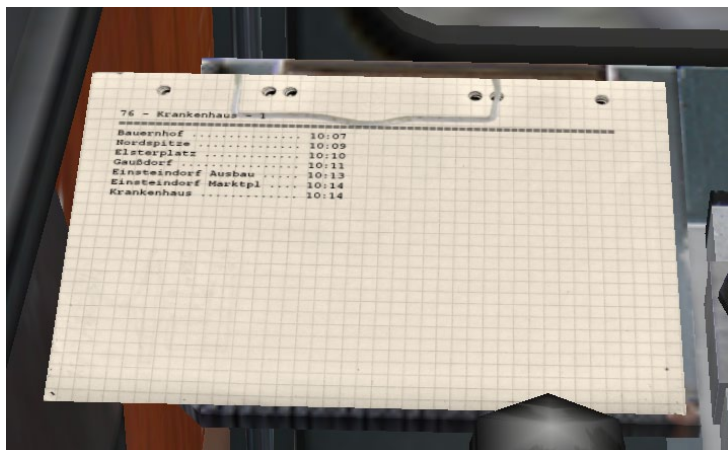 76 - Krankenhaus - 1
================================================================
Bauernhof ............... 10:07
Nordspitze .............. 10:09
Elsterplatz ............. 10:10
Gaußdorf ................ 10:11
Einsteindorf Ausbau ..... 10:13
Einsteindorf Marktpl .... 10:14
Krankenhaus ............. 10:14